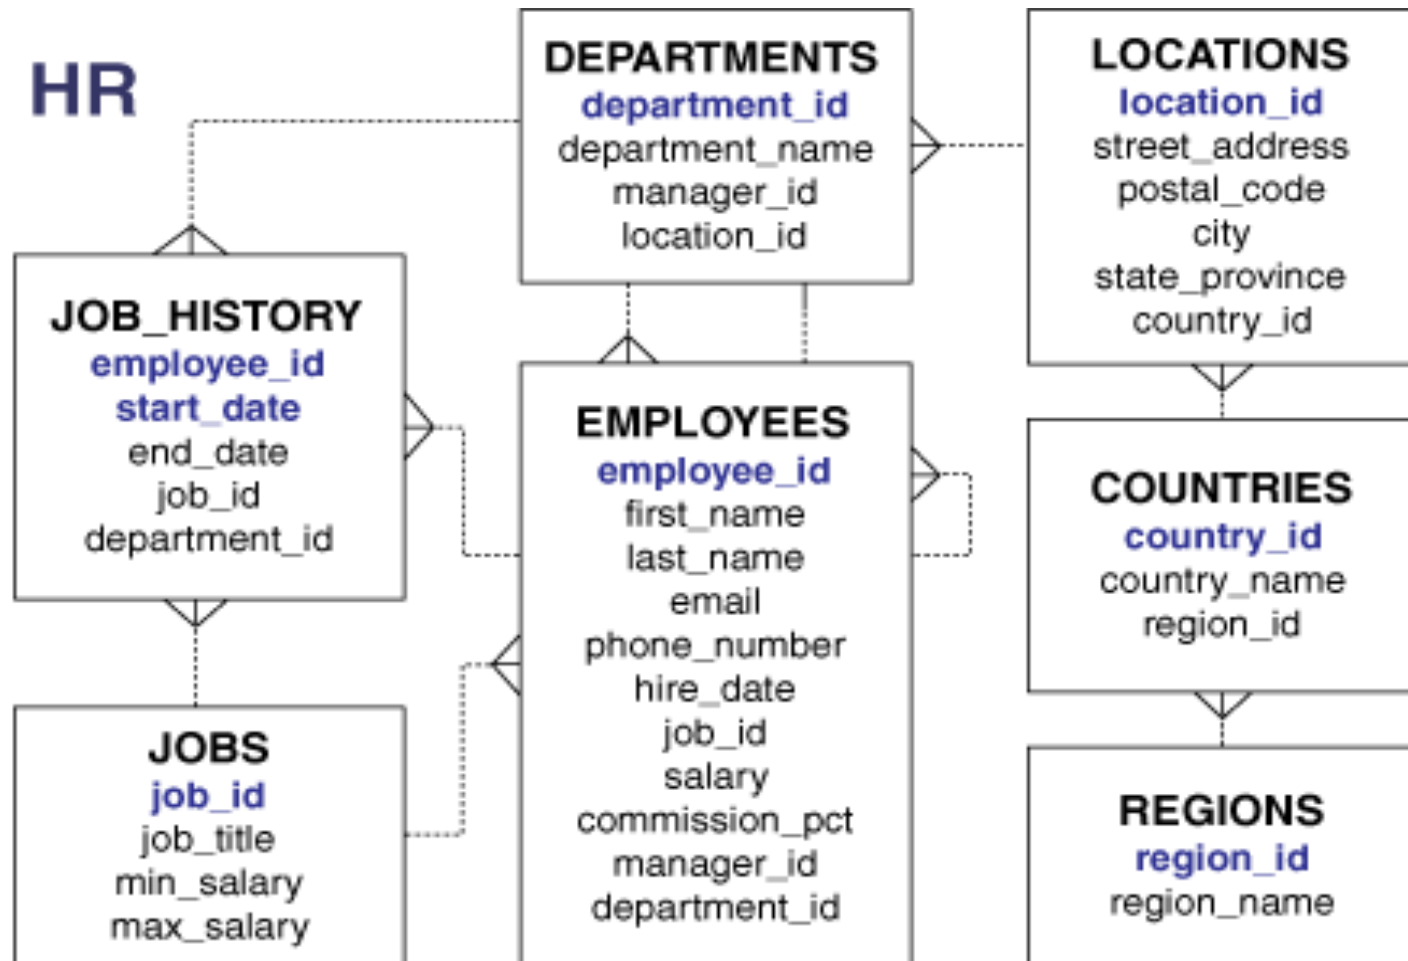 HR
DEPARTMENTS
department_id
department_name
manager_id
location_id
LOCATIONS
location_id
street_address
postal_code
city
state_province
country_id
JOB_HISTORY
employee_id
start_date
end_date
job_id
department_id
EMPLOYEES
employee_id
first_name
last_name
email
phone_number
hire_date
job_id
salary
commission_pct
manager_id
department_id
COUNTRIES
country_id
country_name
region_id
JOBS
job_id
job_title
min_salary
max_salary
REGIONS
region_id
region_name